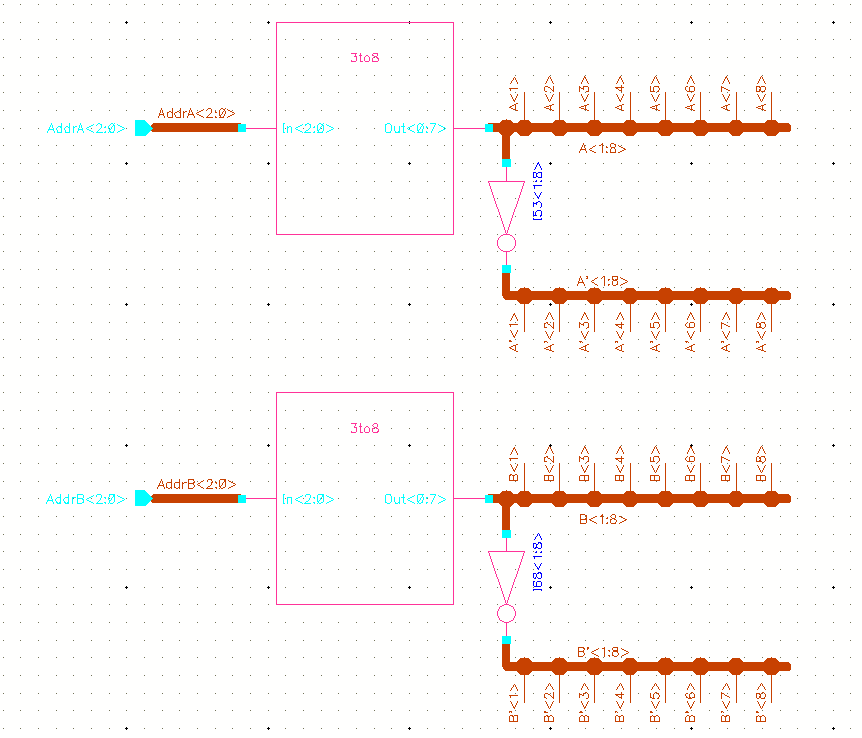 3to8
A<1>
A<2>
A<3>
A<4>
A<5>
A<6>
A<7>
A<8>
AddrA<2:0>
AddrA<2:0>
In<2:0>
Out<0:7>
A<1:8>
I53<1:8>
A'<1:8>
A'<1>
A'<2>
A'<3>
A'<4>
A'<5>
A'<6>
A'<7>
A'<8>
3to8
B<1>
B<2>
B<3>
B<4>
B<5>
B<6>
B<7>
B<8>
AddrB<2:0>
AddrB<2:0>
In<2:0>
Out<0:7>
B<1:8>
I68<1:8>
B'<1:8>
B'<1>
B'<2>
B'<3>
B'<4>
B'<5>
B'<6>
B'<7>
B'<8>